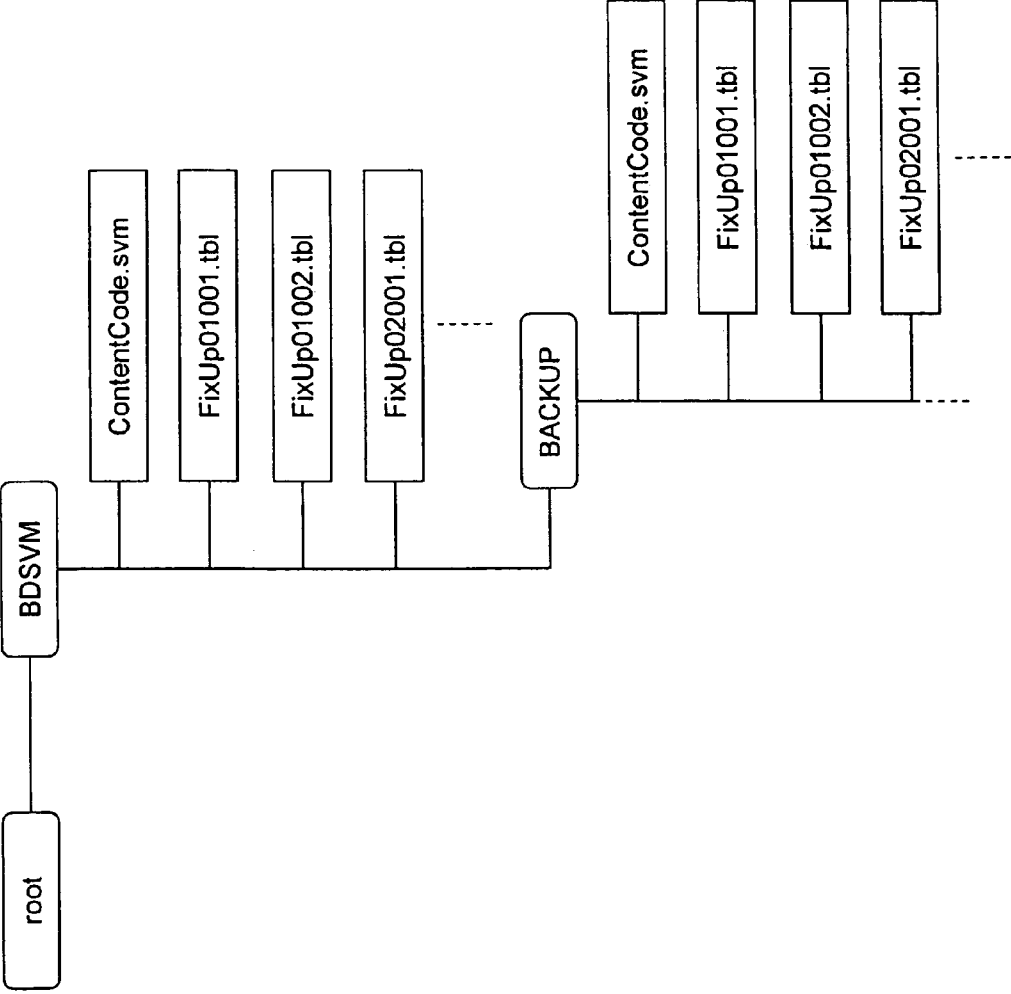 root
BDSVM
ContentCode.svm
FixUp01001.tbl
FixUp01002.tbl
FixUp02001.tbl
BACKUP
ContentCode.svm
FixUp01001.tbl
FixUp01002.tbl
FixUp02001.tbl